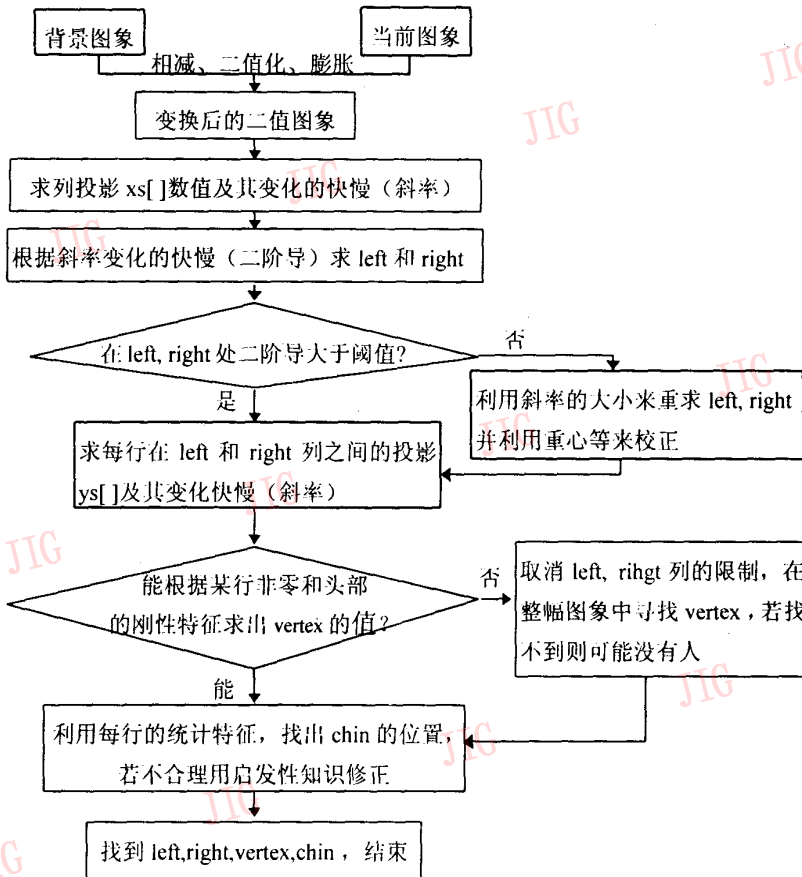 背景图象
当前图象
相减、二值化、膨胀
变换后的二值图象
求列投影 xs[ ]数值及其变化的快慢（斜率）
根据斜率变化的快慢（二阶导）求 left 和 right
在 left, right 处二阶导大于阈值?
否
是
利用斜率的大小来重求 left, right，
并利用重心等来校正
求每行在 left 和 right 列之间的投影
ys[ ]及其变化快慢（斜率）
能根据某行非零和头部
的刚性特征求出 vertex 的值?
否
能
取消 left, rihgt 列的限制，在
整幅图象中寻找 vertex，若找
不到则可能没有人
利用每行的统计特征，找出 chin 的位置，
若不合理用启发性知识修正
找到 left,right,vertex,chin，结束
JIG
JIG
JIG
JIG
JIG
JIG
JIG
JIG
JIG
JIG
JIG
JIG